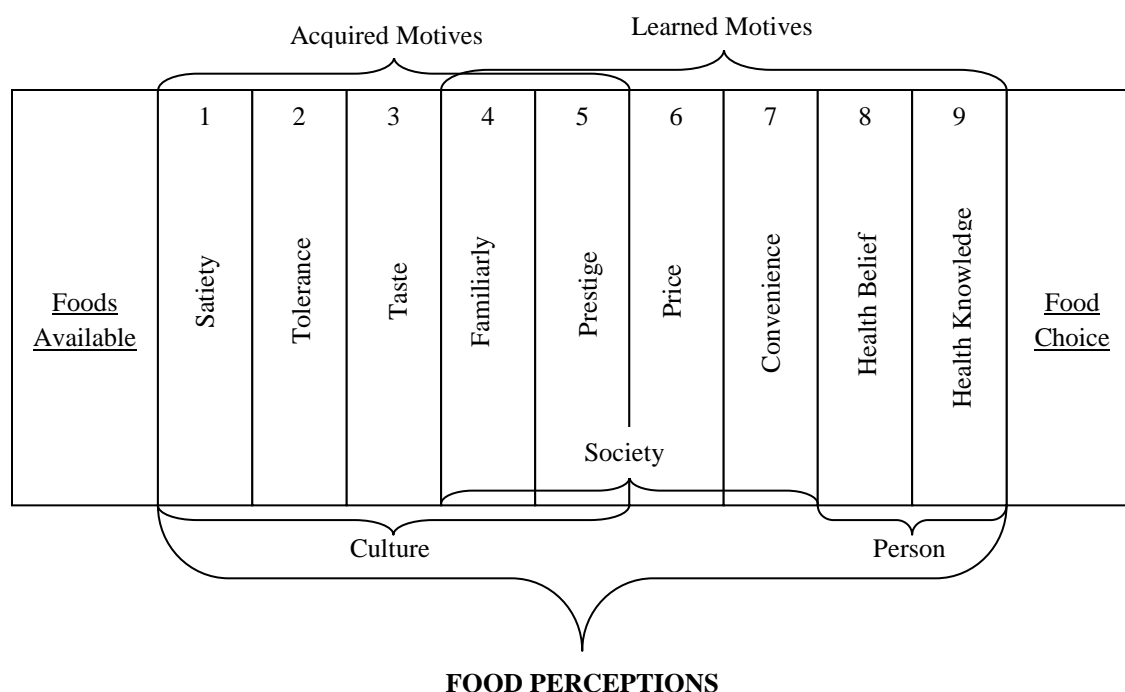 Acquired Motives
Learned Motives
1
2
3
4
5
6
7
8
9
Foods
Available
Satiety
Tolerance
Taste
Familiarly
Prestige
Price
Convenience
Health Belief
Health Knowledge
Food
Choice
Society
Culture
Person
FOOD PERCEPTIONS